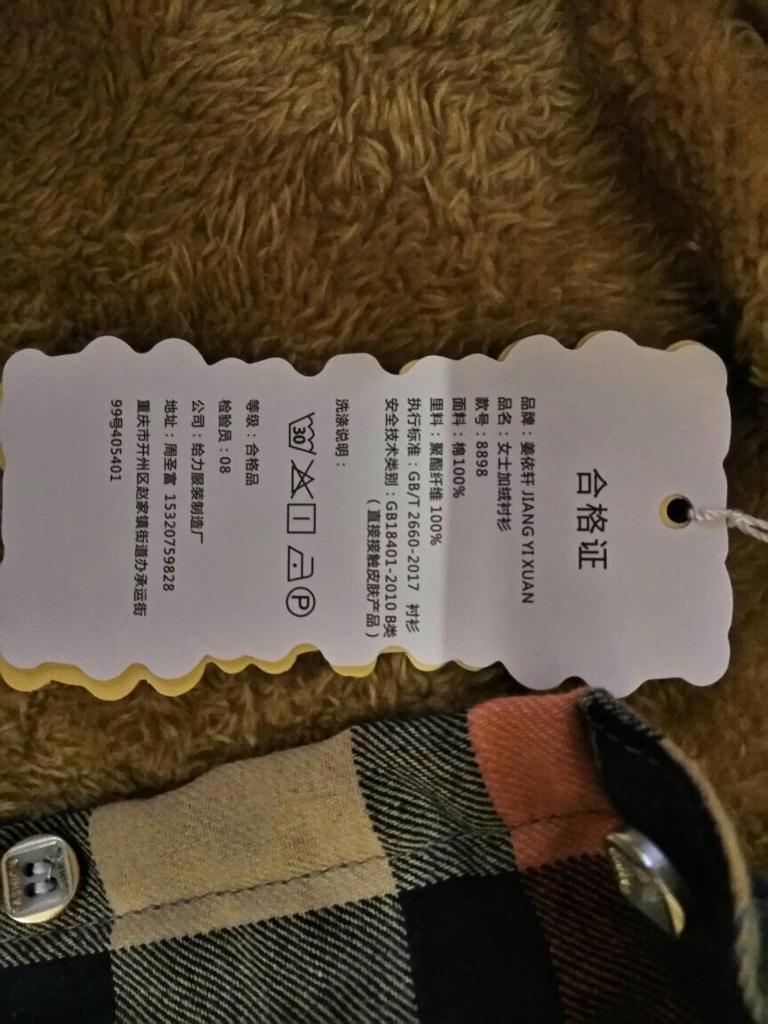 合格证
品牌：姜依轩 JIANG YI XUAN
品名：女士加绒衬衫
款号：8898
面料：棉100%
里料：聚酯纤维 100%
执行标准：GB/T 2660-2017 衬衫
安全技术类别：GB18401-2010 B类
（直接接触皮肤产品）
洗涤说明：
30
P
等级：合格品
检验员：08
公司：给力服装制造厂
地址：周圣富 15320759828
重庆市开州区赵家镇街道办承运街
99号405401